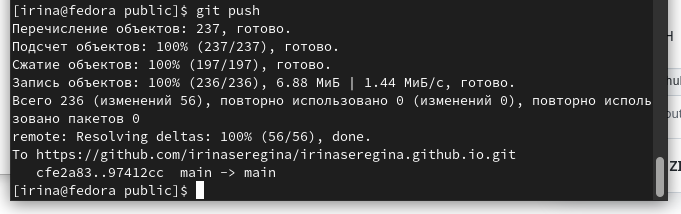 [irina@fedora public]$ git push
Перечисление объектов: 237, готово.
Подсчет объектов: 100% (237/237), готово.
Сжатие объектов: 100% (197/197), готово.
Запись объектов: 100% (236/236), 6.88 МиБ | 1.44 МиБ/с, готово.
Всего 236 (изменений 56), повторно использовано 0 (изменений 0), повторно исполь
зовано пакетов 0
remote: Resolving deltas: 100% (56/56), done.
To https://github.com/irinaseregina/irinaseregina.github.io.git
   cfe2a83..97412cc  main -> main
[irina@fedora public]$